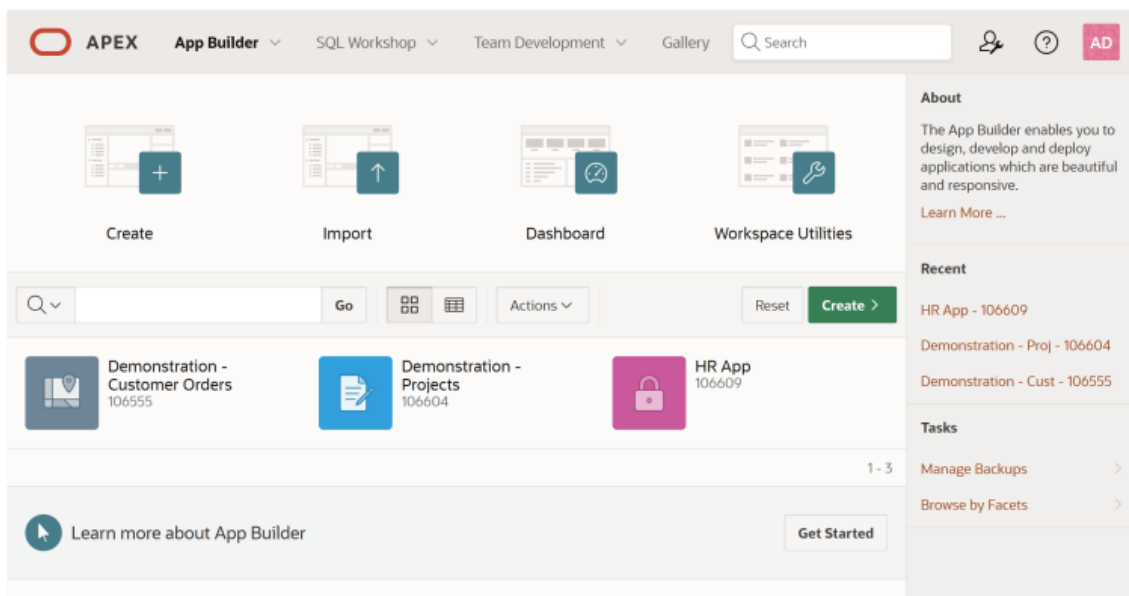 APEX App Builder SQL Workshop Team Development Gallery Search AD
Create Import Dashboard Workspace Utilities
Go Actions Reset Create
Demonstration -
Customer Orders
106555
Demonstration -
Projects
106604
HR App
106609
1 - 3
Learn more about App Builder Get Started
About
The App Builder enables you to
design, develop and deploy
applications which are beautiful
and responsive.
Learn More ...
Recent
HR App - 106609
Demonstration - Proj - 106604
Demonstration - Cust - 106555
Tasks
Manage Backups
Browse by Facets